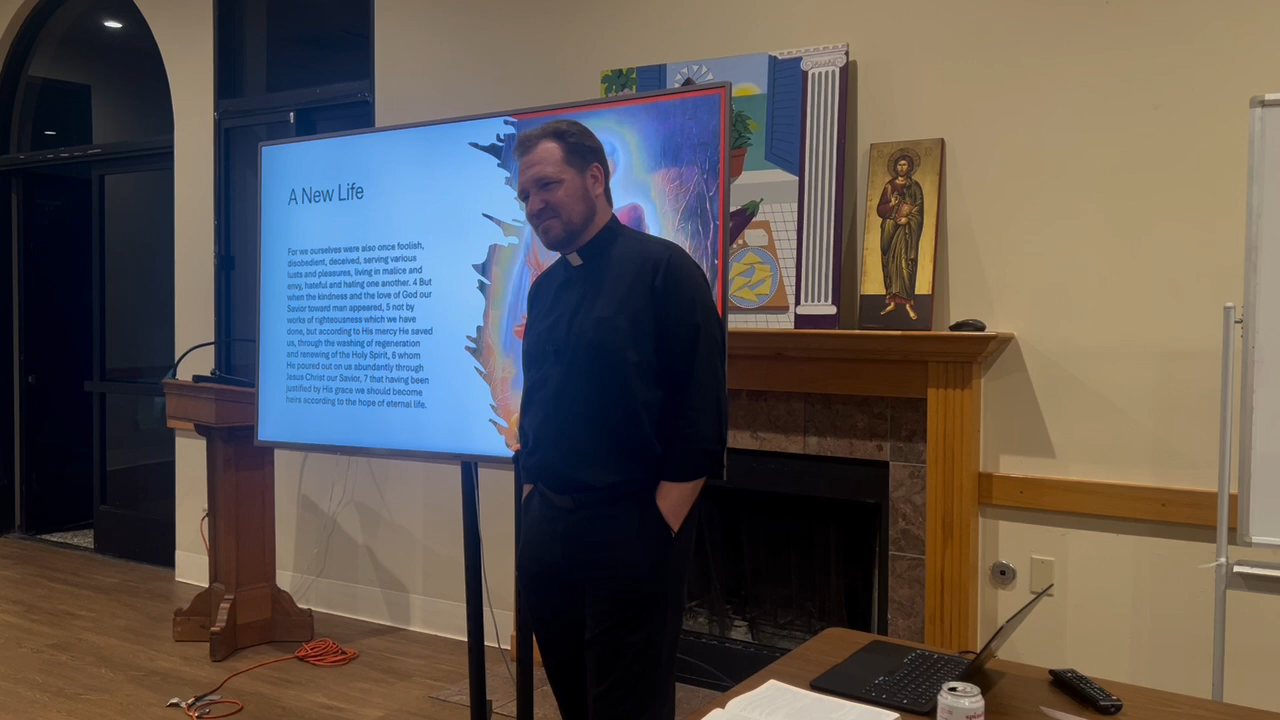 A New Life
For we ourselves were also once foolish,
disobedient, deceived, serving various
lusts and pleasures, living in malice and
envy, hateful and hating one another. 4 But
when the kindness and the love of God our
Savior toward man appeared, 5 not by
works of righteousness which we have
done, but according to His mercy He saved
us, through the washing of regeneration
and renewing of the Holy Spirit, 6 whom
He poured out on us abundantly through
Jesus Christ our Savior, 7 that having been
justified by His grace we should become
heirs according to the hope of eternal life.